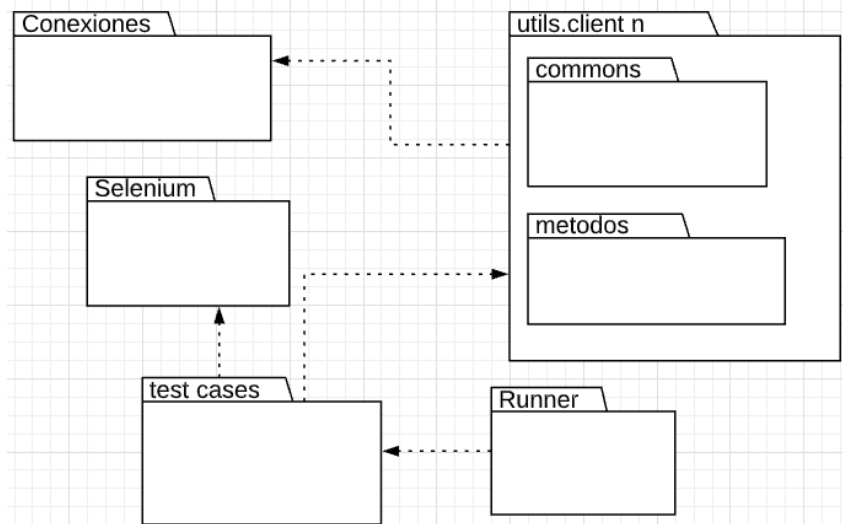 Conexiones
utils.client n
commons
Selenium
metodos
test cases
Runner